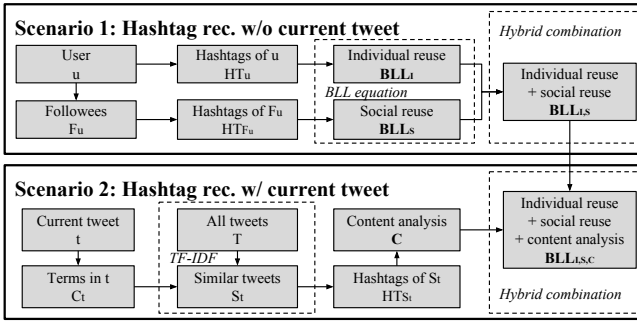 Scenario 1: Hashtag rec. w/o current tweet
Hybrid combination
User
u
Hashtags of u
HTu
Individual reuse
BLLI
BLL equation
Followees
Fu
Hashtags of Fu
HTFu
Social reuse
BLLS
Individual reuse
+ social reuse
BLLI,S
Scenario 2: Hashtag rec. w/ current tweet
Current tweet
t
All tweets
T
TF-IDF
Content analysis
C
Terms in t
Ct
Similar tweets
St
Hashtags of St
HTSt
Individual reuse
+ social reuse
+ content analysis
BLLI,S,C
Hybrid combination